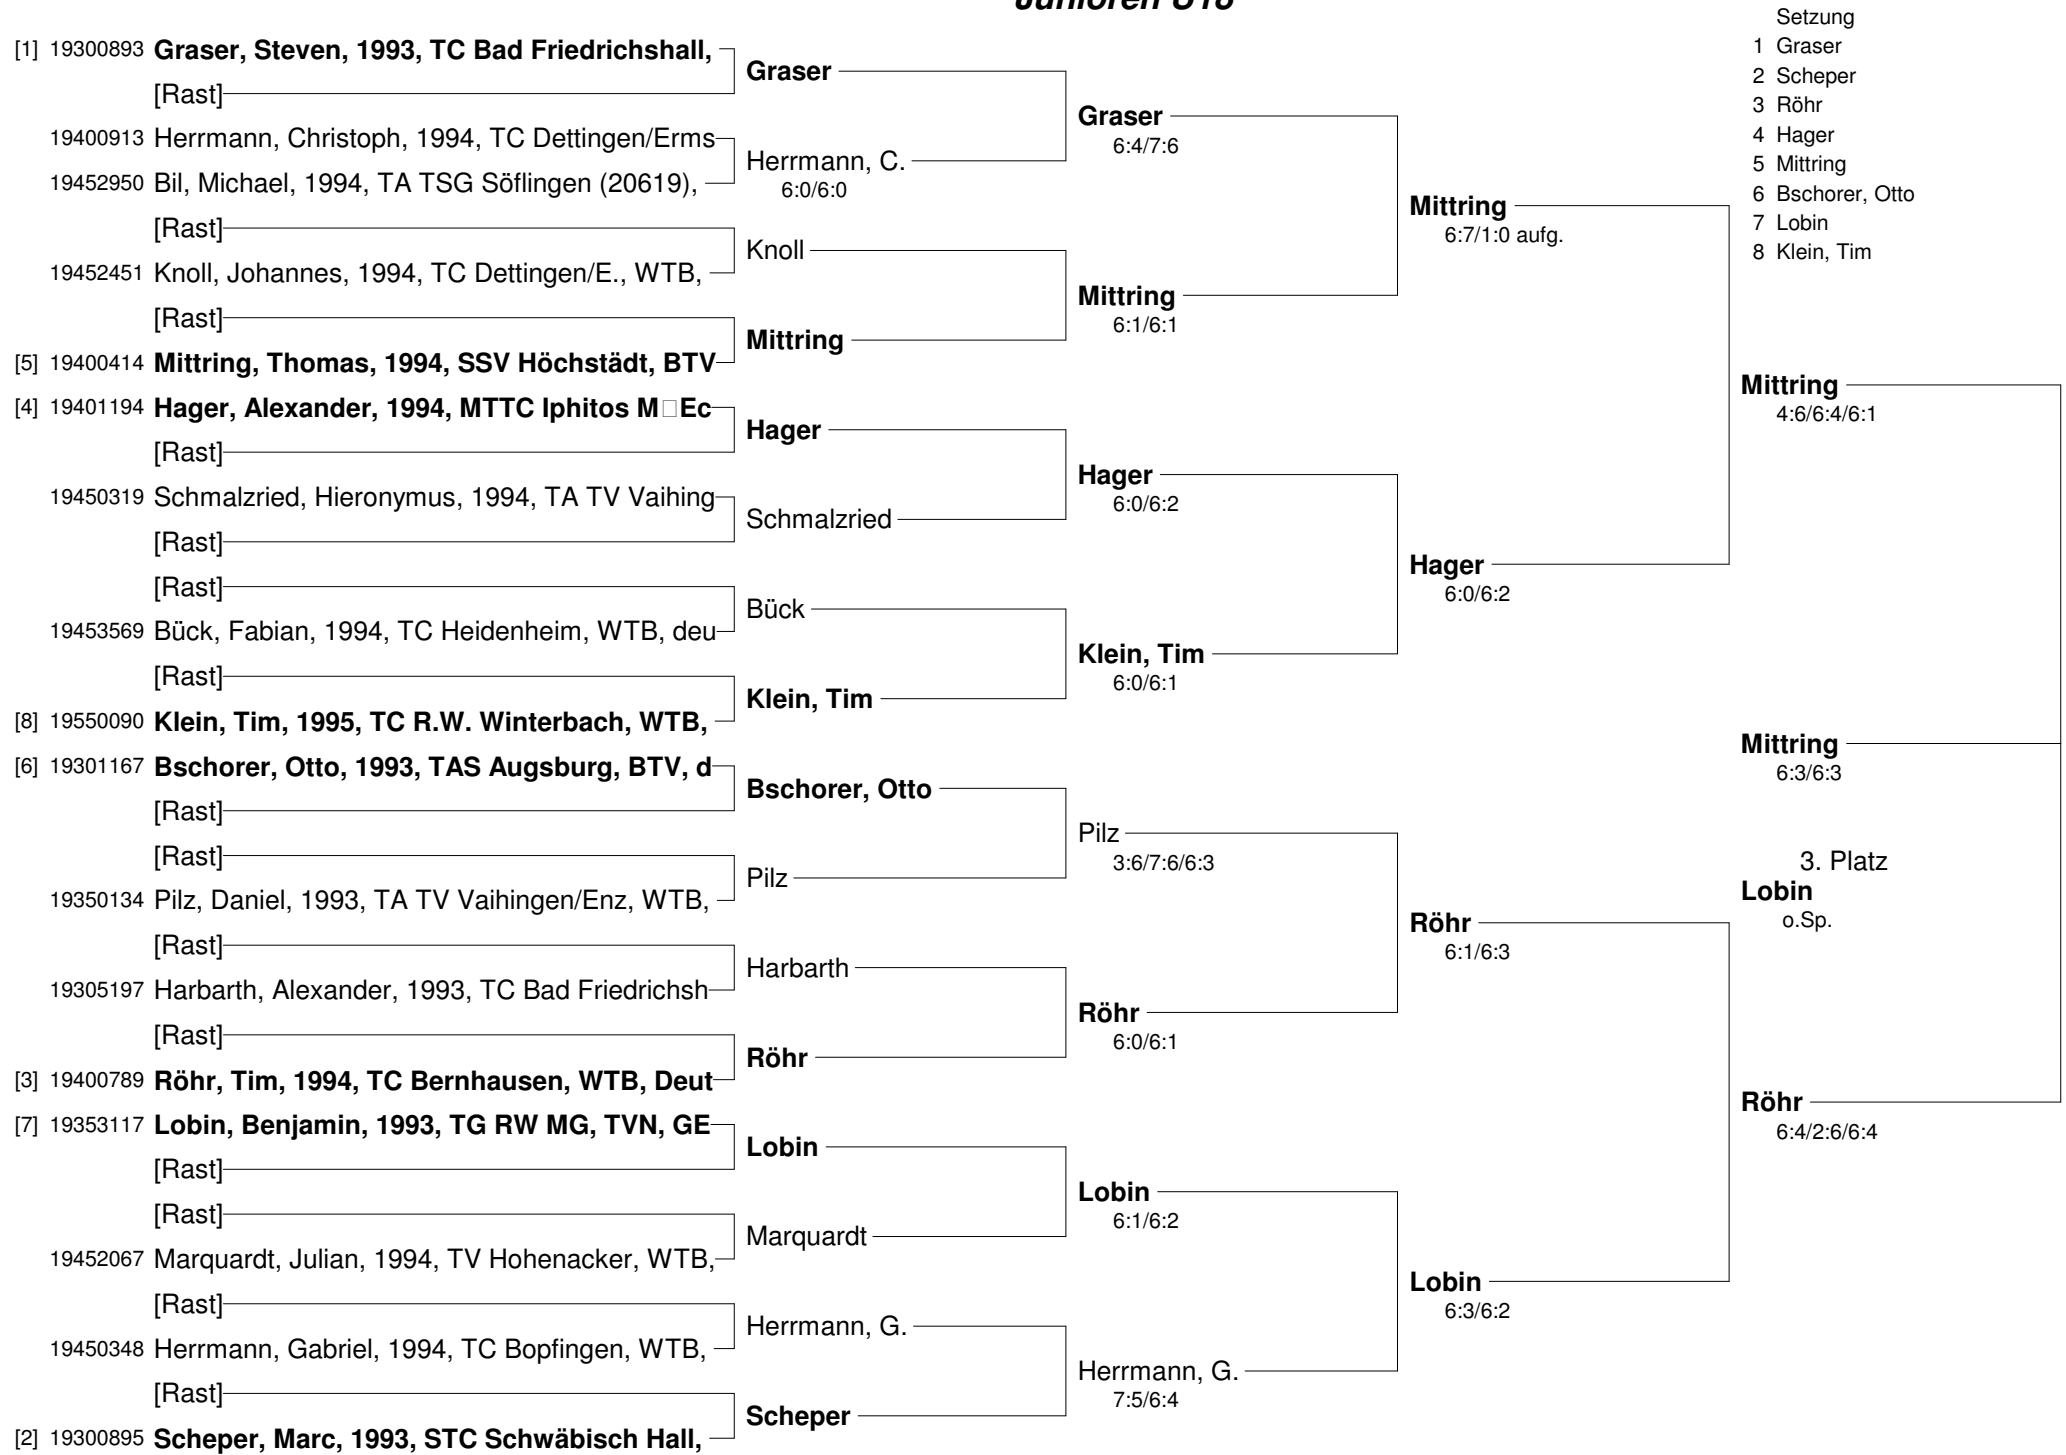 Junioren U18
Setzung
1 Graser
2 Scheper
3 Röhr
4 Hager
5 Mittring
6 Bschorer, Otto
7 Lobin
8 Klein, Tim
[1] 19300893 Graser, Steven, 1993, TC Bad Friedrichshall,
[Rast]
19400913 Herrmann, Christoph, 1994, TC Dettingen/Erms
19452950 Bil, Michael, 1994, TA TSG Söflingen (20619),
[Rast]
19452451 Knoll, Johannes, 1994, TC Dettingen/E., WTB,
[Rast]
[5] 19400414 Mittring, Thomas, 1994, SSV Höchstädt, BTV
[4] 19401194 Hager, Alexander, 1994, MTTC Iphitos M□Ec
[Rast]
19450319 Schmalzried, Hieronymus, 1994, TA TV Vaihing
[Rast]
[Rast]
19453569 Bück, Fabian, 1994, TC Heidenheim, WTB, deu
[Rast]
[8] 19550090 Klein, Tim, 1995, TC R.W. Winterbach, WTB,
[6] 19301167 Bschorer, Otto, 1993, TAS Augsburg, BTV, d
[Rast]
[Rast]
19350134 Pilz, Daniel, 1993, TA TV Vaihingen/Enz, WTB,
[Rast]
19305197 Harbarth, Alexander, 1993, TC Bad Friedrichsh
[Rast]
[3] 19400789 Röhr, Tim, 1994, TC Bernhausen, WTB, Deut
[7] 19353117 Lobin, Benjamin, 1993, TG RW MG, TVN, GE
[Rast]
[Rast]
19452067 Marquardt, Julian, 1994, TV Hohenacker, WTB,
[Rast]
19450348 Herrmann, Gabriel, 1994, TC Bopfingen, WTB,
[Rast]
[2] 19300895 Scheper, Marc, 1993, STC Schwäbisch Hall,
Graser
Herrmann, C.
6:0/6:0
Knoll
Mittring
Hager
Schmalzried
Bück
Klein, Tim
Bschorer, Otto
Pilz
Harbarth
Röhr
Lobin
Marquardt
Herrmann, G.
Scheper
Graser
6:4/7:6
Mittring
6:1/6:1
Hager
6:0/6:2
Klein, Tim
6:0/6:1
Pilz
3:6/7:6/6:3
Röhr
6:0/6:1
Lobin
6:1/6:2
Herrmann, G.
7:5/6:4
Mittring
6:7/1:0 aufg.
Hager
6:0/6:2
Röhr
6:1/6:3
Lobin
6:3/6:2
Mittring
4:6/6:4/6:1
Mittring
6:3/6:3
3. Platz
Lobin
o.Sp.
Röhr
6:4/2:6/6:4